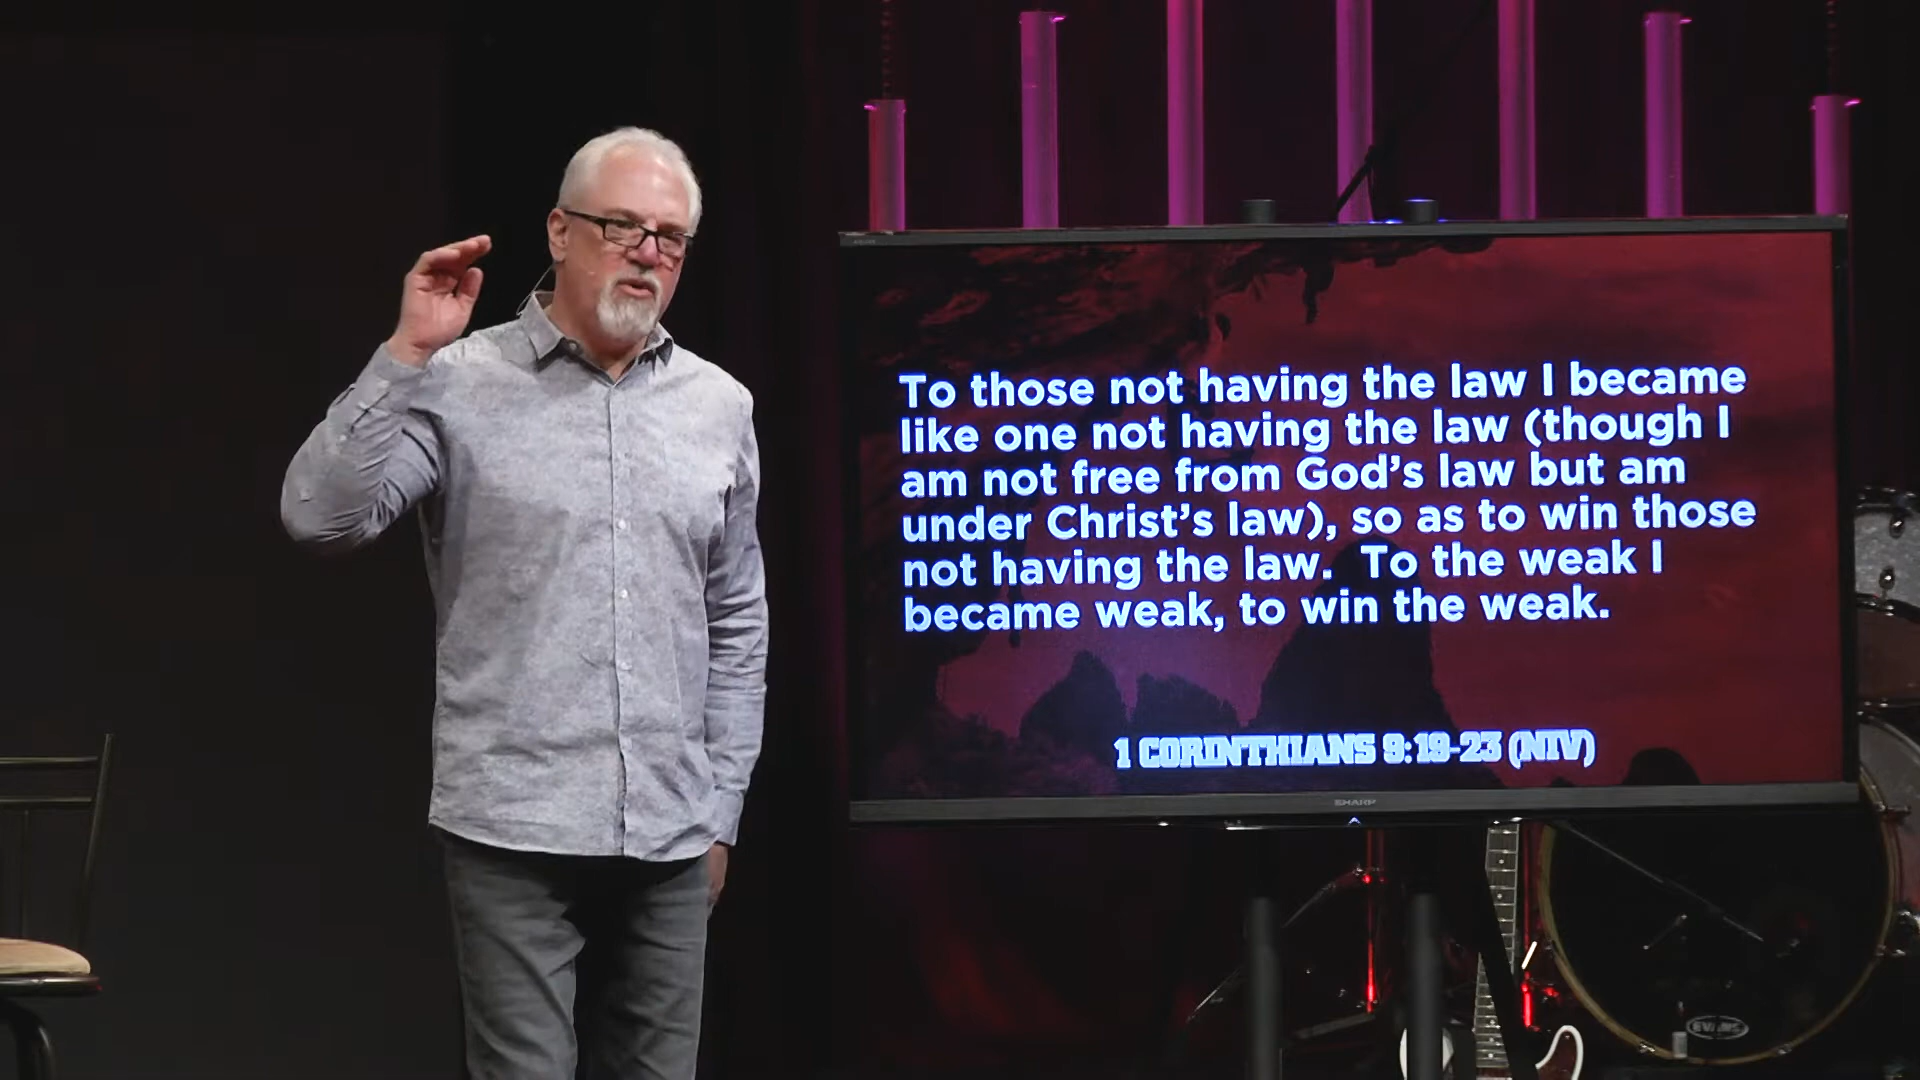 To those not having the law I became
like one not having the law (though I
am not free from God's law but am
under Christ's law), so as to win those
not having the law.  To the weak I
became weak, to win the weak.
1 CORINTHIANS 9:19-23 (NIV)
SHARP
EVANS